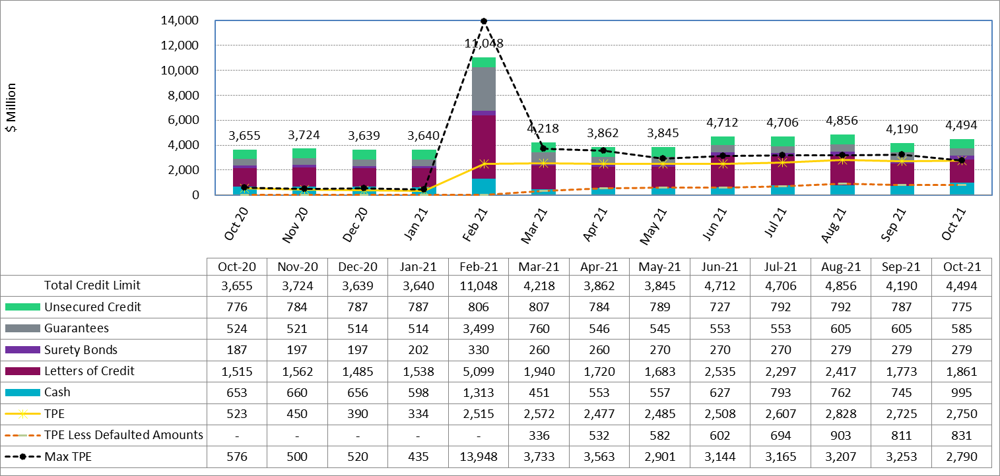 $ Million
14,000
12,000
10,000
8,000
6,000
4,000
2,000
0
3,655 3,724 3,639 3,640 11,048 4,218 3,862 3,845 4,712 4,706 4,856 4,190 4,494
Oct 20 Nov 20 Dec 20 Jan 21 Feb 21 Mar 21 Apr 21 May 21 Jun 21 Jul 21 Aug 21 Sep 21 Oct 21
Oct-20 Nov-20 Dec-20 Jan-21 Feb-21 Mar-21 Apr-21 May-21 Jun-21 Jul-21 Aug-21 Sep-21 Oct-21
Total Credit Limit 3,655 3,724 3,639 3,640 11,048 4,218 3,862 3,845 4,712 4,706 4,856 4,190 4,494
Unsecured Credit 776 784 787 787 806 807 784 789 727 792 792 787 775
Guarantees 524 521 514 514 3,499 760 546 545 553 553 605 605 585
Surety Bonds 187 197 197 202 330 260 260 270 270 270 279 279 279
Letters of Credit 1,515 1,562 1,485 1,538 5,099 1,940 1,720 1,683 2,535 2,297 2,417 1,773 1,861
Cash 653 660 656 598 1,313 451 553 557 627 793 762 745 995
TPE 523 450 390 334 2,515 2,572 2,477 2,485 2,508 2,607 2,828 2,725 2,750
TPE Less Defaulted Amounts - - - - - 336 532 582 602 694 903 811 831
Max TPE 576 500 520 435 13,948 3,733 3,563 2,901 3,144 3,165 3,207 3,253 2,790